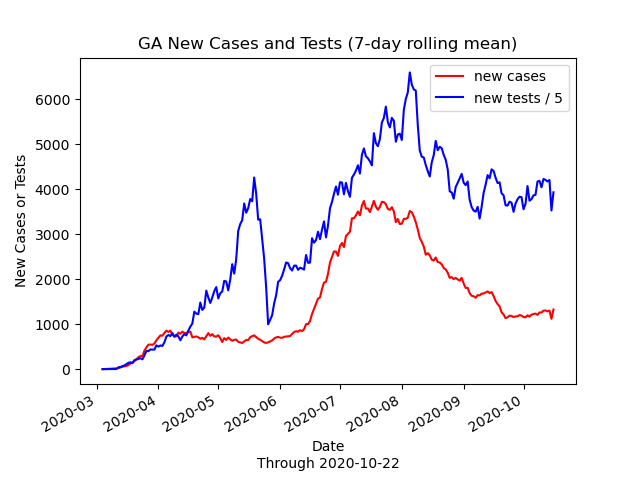 GA New Cases and Tests (7-day rolling mean)
new cases
new tests / 5
New Cases or Tests
6000
5000
4000
3000
2000
1000
0
2020-03
2020-04
2020-05
2020-06
2020-07
2020-08
2020-09
2020-10
Date
Through 2020-10-22